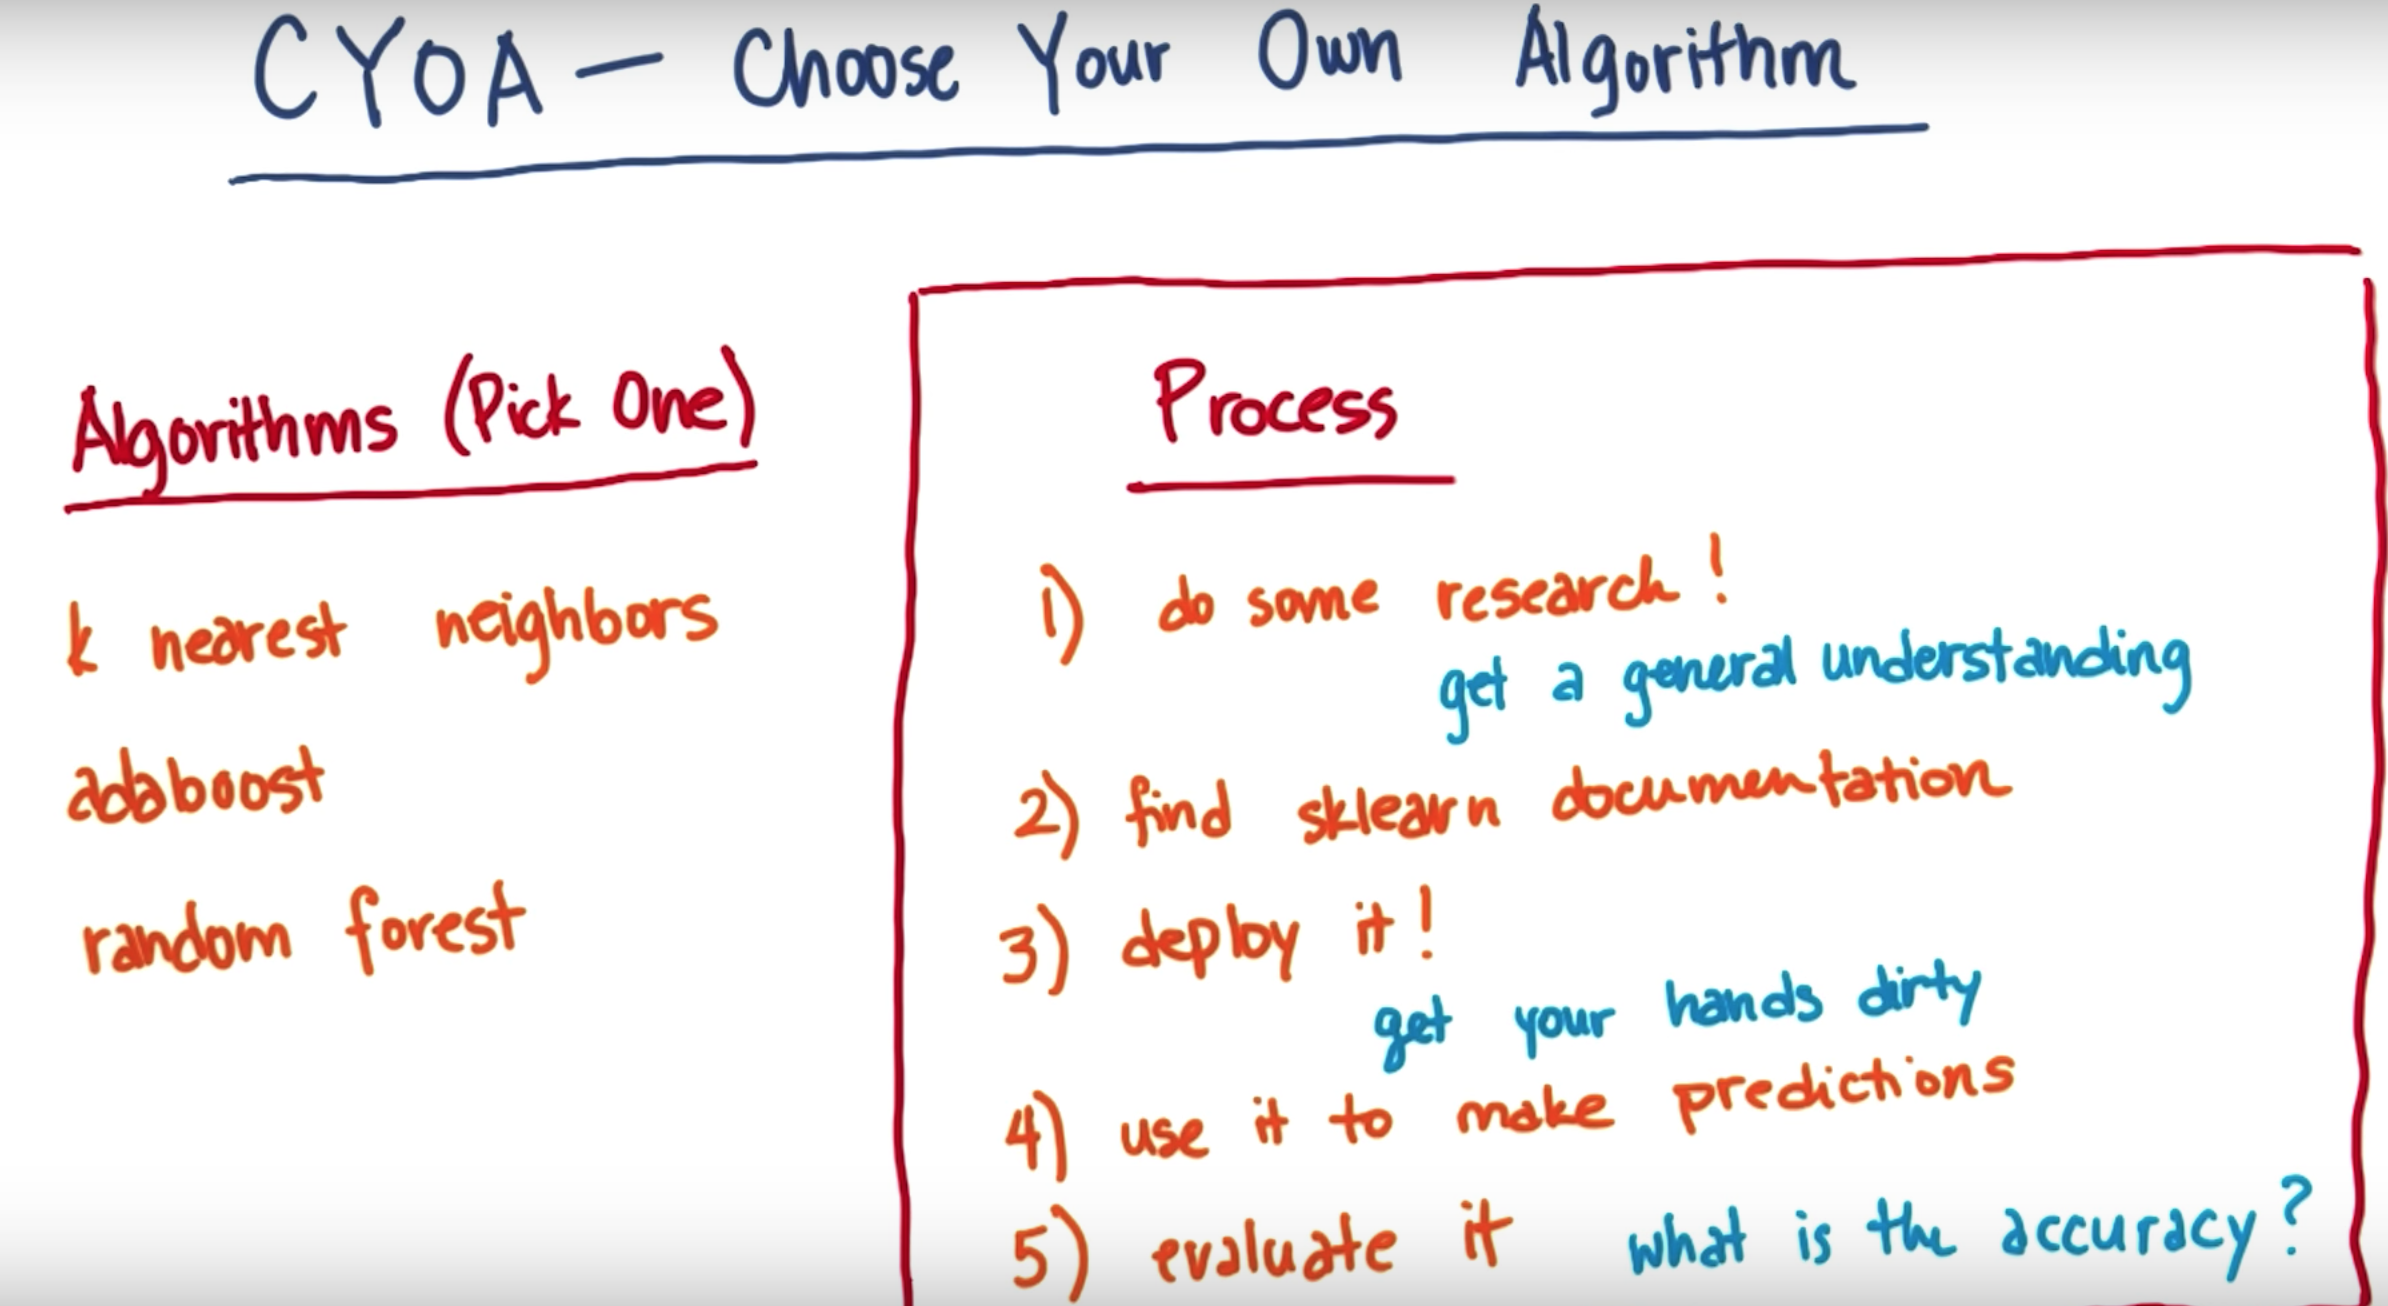 CYOA — Choose Your Own Algorithm
Algorithms (Pick One)
k nearest neighbors
adaboost
random forest
Process
1) do some research!
get a general understanding
2) find sklearn documentation
3) deploy it!
get your hands dirty
4) use it to make predictions
5) evaluate it what is the accuracy?